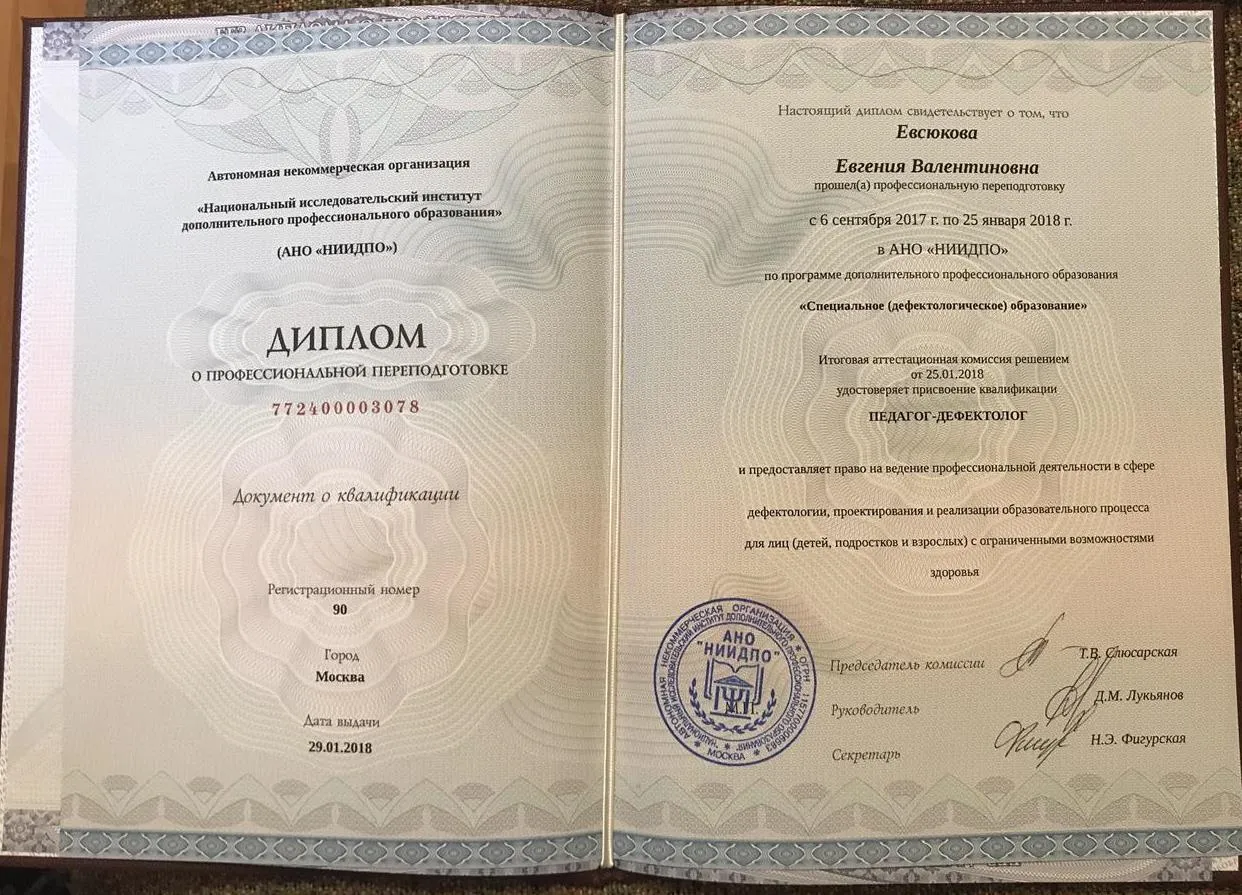 Автономная некоммерческая организация
«Национальный исследовательский институт
дополнительного профессионального образования»
(АНО «НИИДПО»)
ДИПЛОМ
О ПРОФЕССИОНАЛЬНОЙ ПЕРЕПОДГОТОВКЕ
772400003078
Документ о квалификации
Регистрационный номер
90
Город
Москва
Дата выдачи
29.01.2018
Настоящий диплом свидетельствует о том, что
Евсюкова
Евгения Валентиновна
прошел(а) профессиональную переподготовку
с 6 сентября 2017 г. по 25 января 2018 г.
в АНО «НИИДПО»
по программе дополнительного профессионального образования
«Специальное (дефектологическое) образование»
Итоговая аттестационная комиссия решением
от 25.01.2018
удостоверяет присвоение квалификации
ПЕДАГОГ-ДЕФЕКТОЛОГ
и предоставляет право на ведение профессиональной деятельности в сфере
дефектологии, проектирования и реализации образовательного процесса
для лиц (детей, подростков и взрослых) с ограниченными возможностями
здоровья
АВТОНОМНАЯ НЕКОММЕРЧЕСКАЯ ОРГАНИЗАЦИЯ
МОСКВА
АНО
"НИИДПО"
М.П.
Председатель комиссии Т.В. Слюсарская
Руководитель Д.М. Лукьянов
Секретарь Н.Э. Фигурская